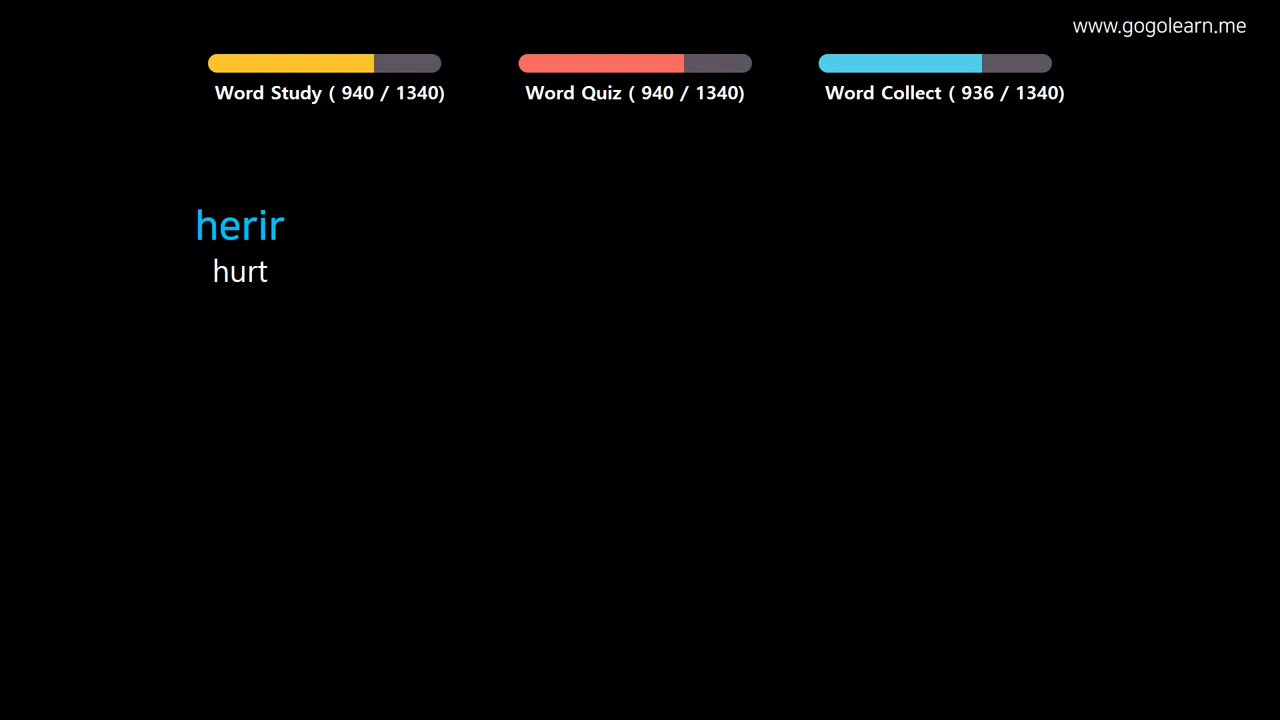 www.gogolearn.me
Word Study ( 940 / 1340)
Word Quiz ( 940 / 1340)
Word Collect ( 936 / 1340)
herir
hurt